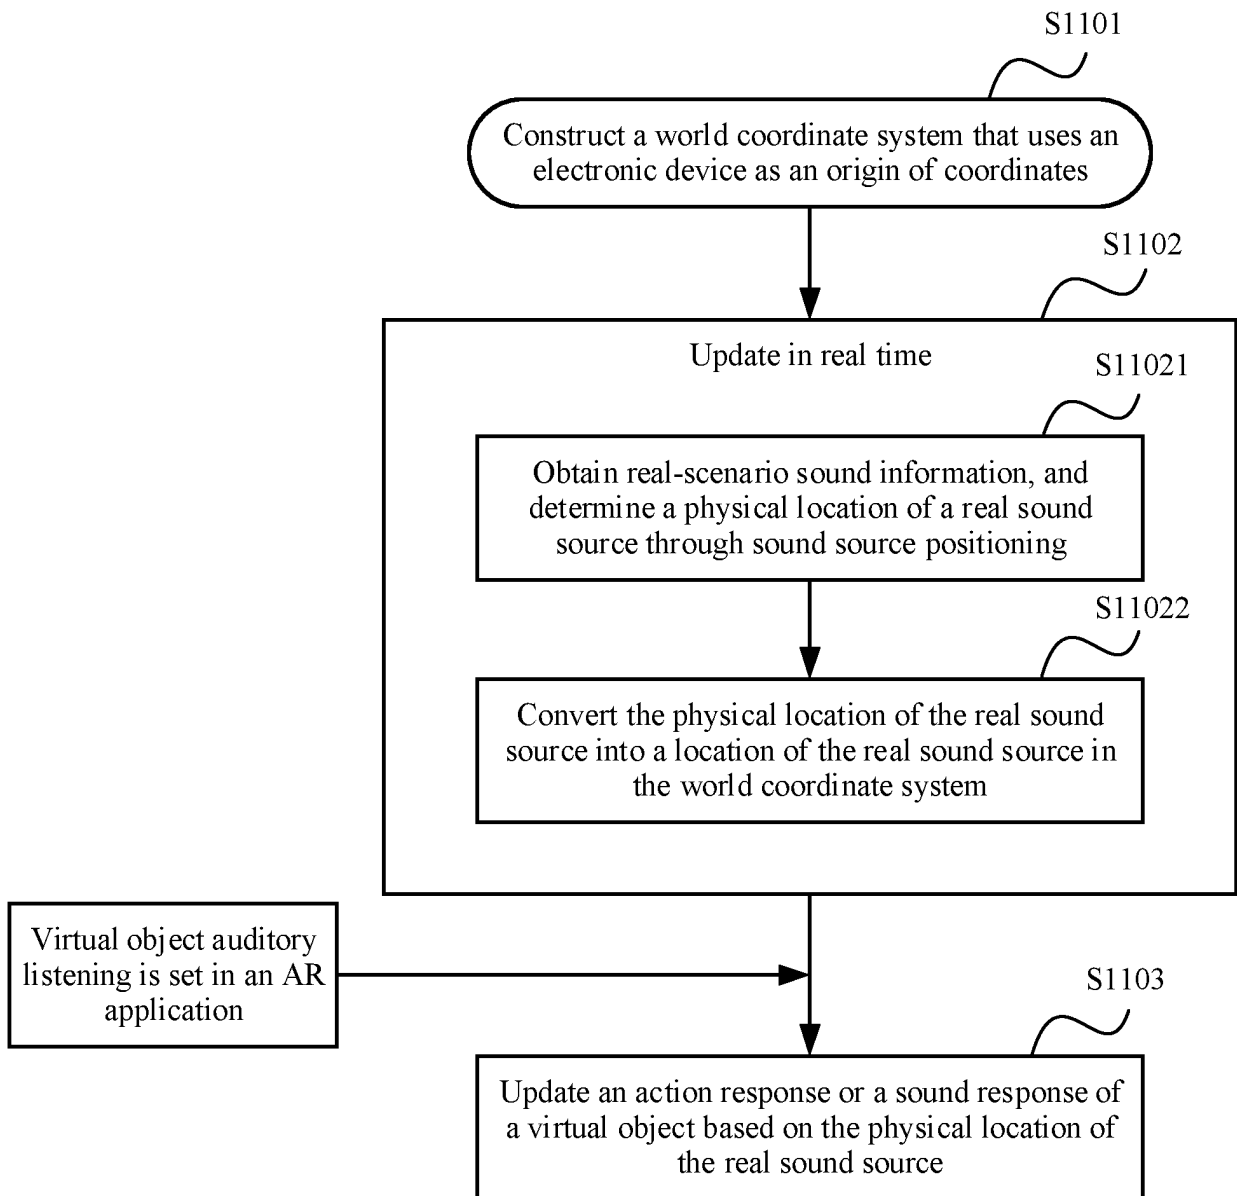 S1101
Construct a world coordinate system that uses an
electronic device as an origin of coordinates
S1102
Update in real time
S11021
Obtain real-scenario sound information, and
determine a physical location of a real sound
source through sound source positioning
S11022
Convert the physical location of the real sound
source into a location of the real sound source in
the world coordinate system
Virtual object auditory
listening is set in an AR
application
S1103
Update an action response or a sound response of
a virtual object based on the physical location of
the real sound source